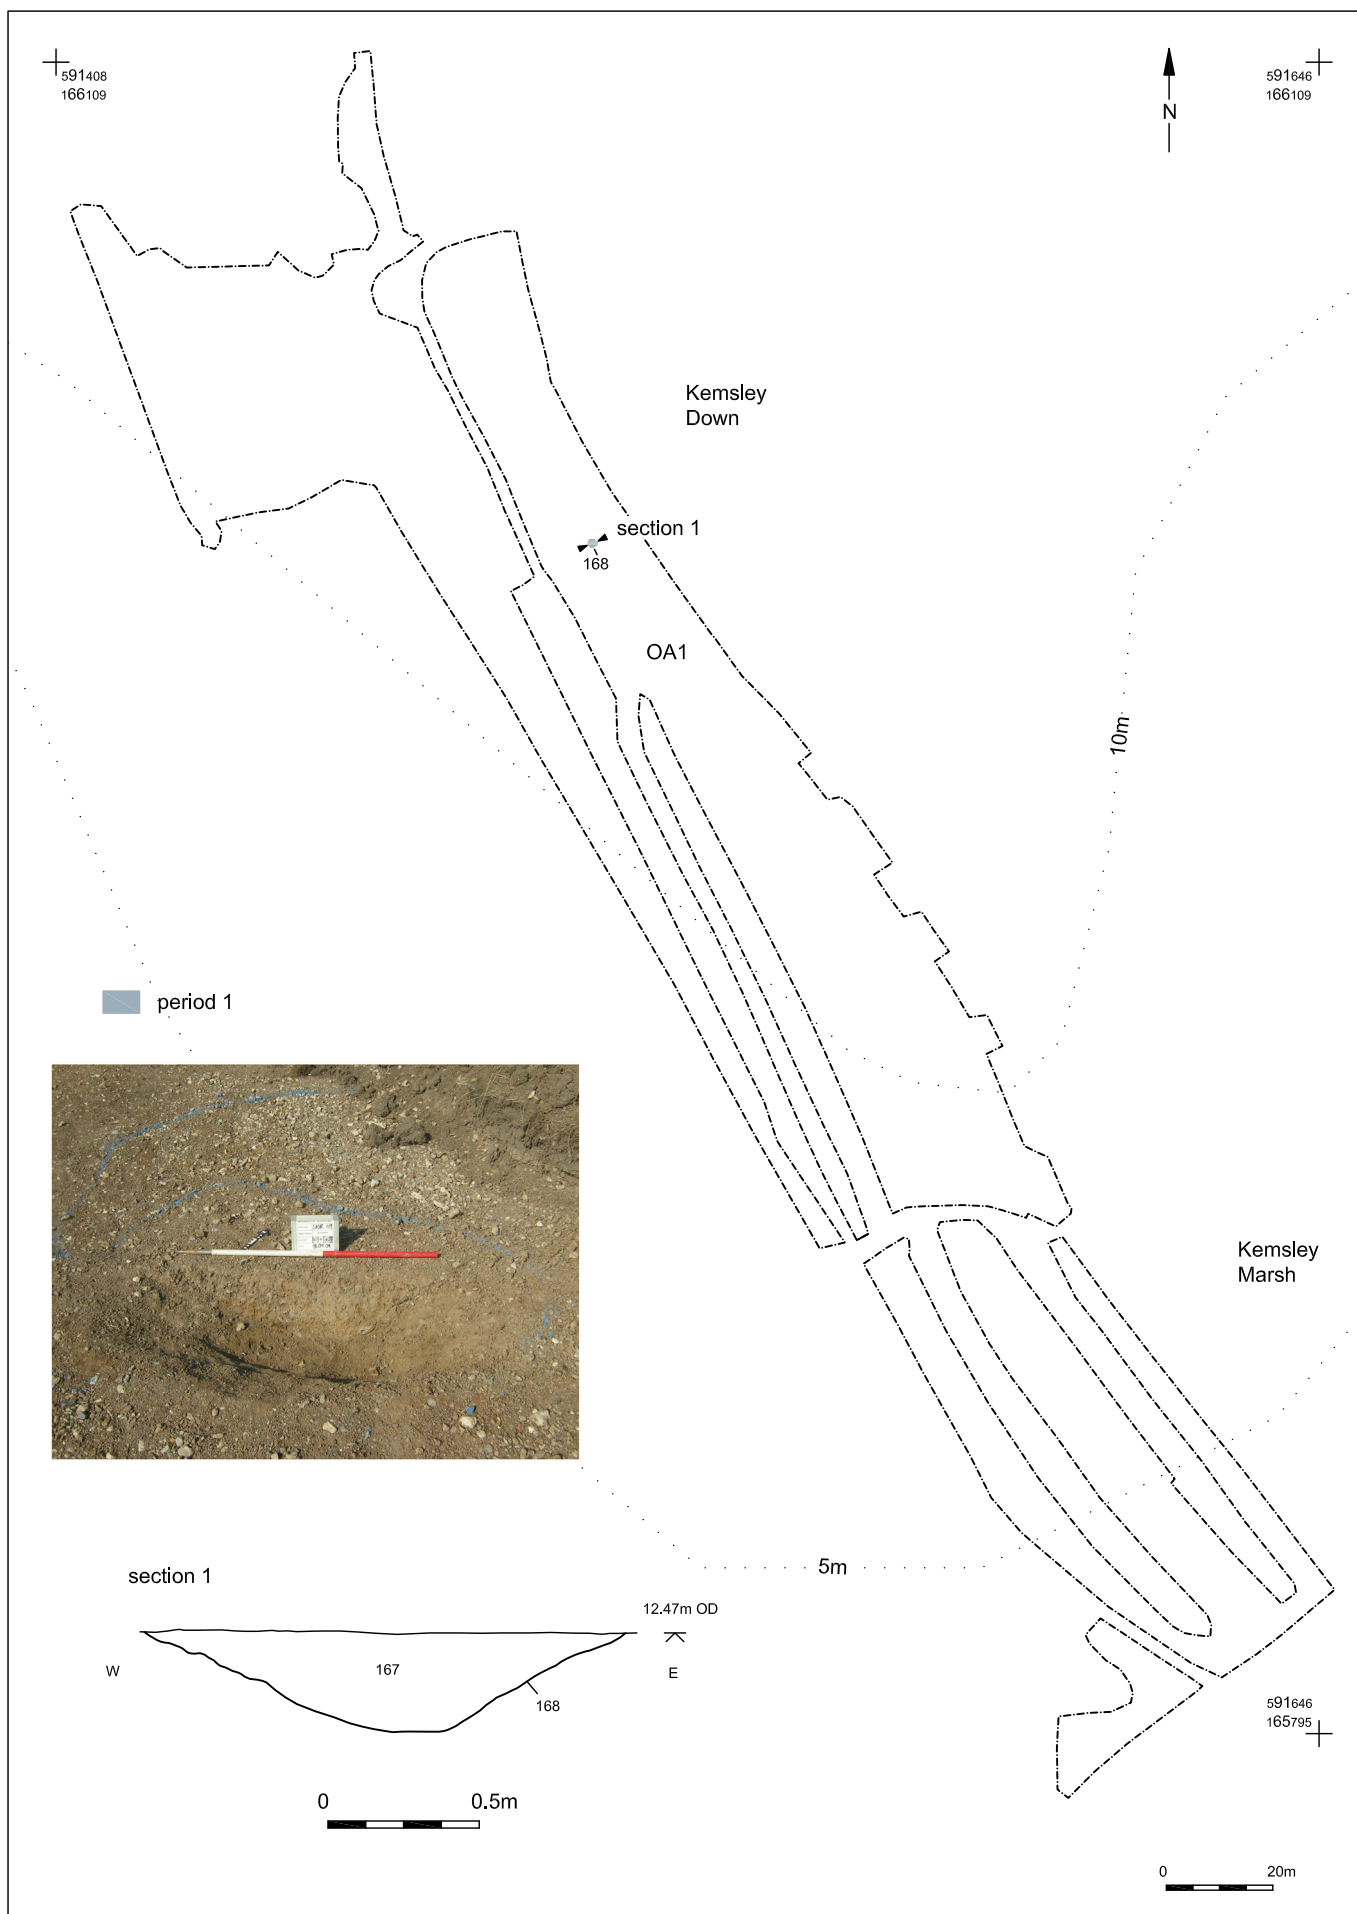 591408
166109
591646
166109
N
Kemsley
Down
section 1
168
OA1
10m
period 1
Kemsley
Marsh
5m
section 1
12.47m OD
W
167
E
168
591646
165795
0 0.5m
0 20m